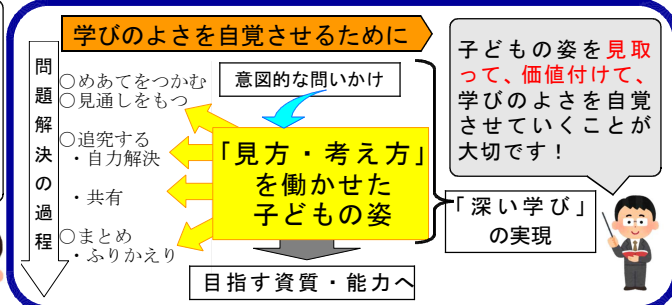 学びのよさを自覚させるために
問題解決の過程
○めあてをつかむ
○見通しをもつ
○追究する
・自力解決
・共有
○まとめ
・ふりかえり
意図的な問いかけ
「見方・考え方」
を働かせた
子どもの姿
目指す資質・能力へ
「深い学び」
の実現
子どもの姿を見取
って、価値付けて、
学びのよさを自覚
させていくことが
大切です！